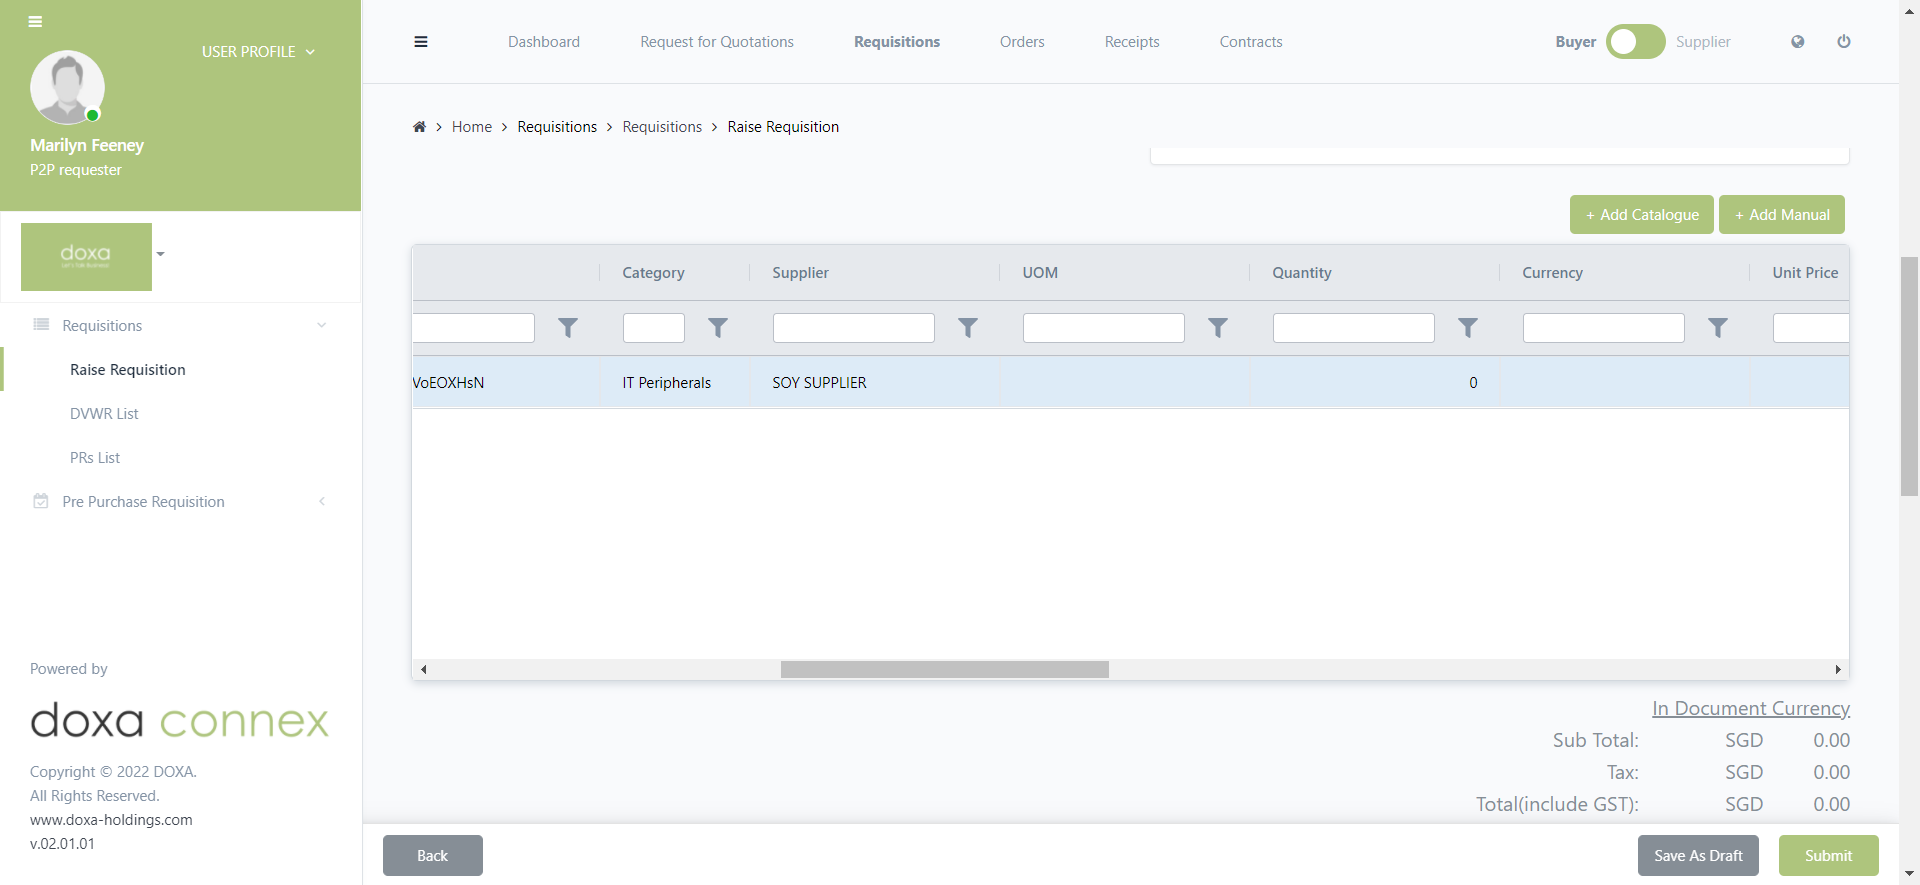 USER PROFILE
Marilyn Feeney
P2P requester
doxa
Requisitions
Raise Requisition
DVWR List
PRs List
Pre Purchase Requisition
Powered by
doxa connex
Copyright © 2022 DOXA.
All Rights Reserved.
www.doxa-holdings.com
v.02.01.01
Dashboard Request for Quotations Requisitions Orders Receipts Contracts Buyer Supplier
Home Requisitions Requisitions Raise Requisition
+ Add Catalogue + Add Manual
Category Supplier UOM Quantity Currency Unit Price
VoEOXHsN IT Peripherals SOY SUPPLIER 0
In Document Currency
Sub Total: SGD 0.00
Tax: SGD 0.00
Total(include GST): SGD 0.00
Back Save As Draft Submit